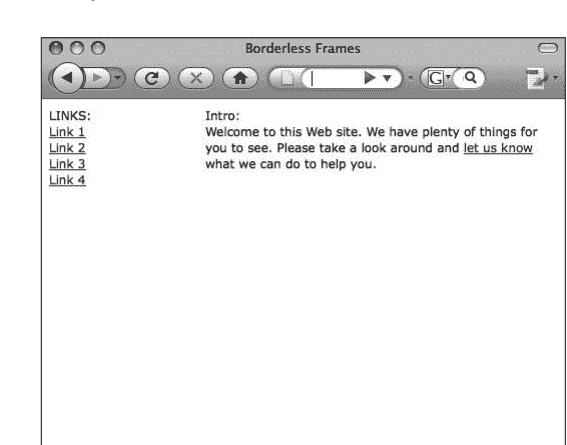 Borderless Frames
G
LINKS:
Link 1
Link 2
Link 3
Link 4
Intro:
Welcome to this Web site. We have plenty of things for
you to see. Please take a look around and let us know
what we can do to help you.